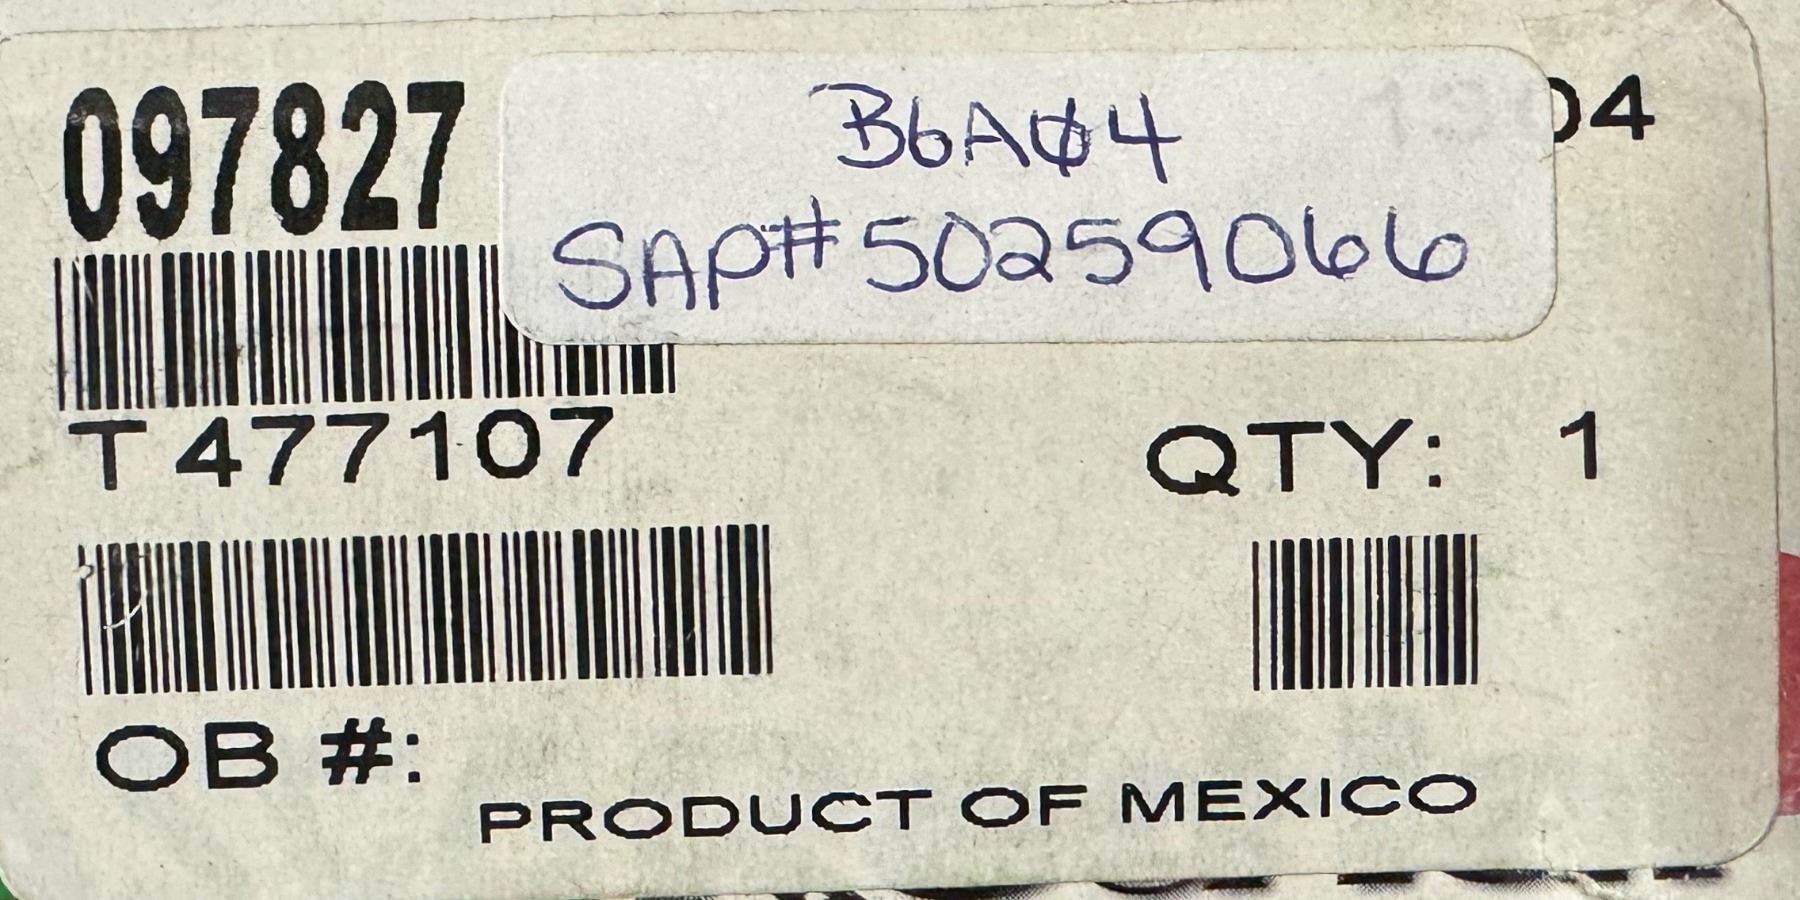 097827
B6A04
04
SAP#50259066
T 477107
QTY: 1
OB #:
PRODUCT OF MEXICO